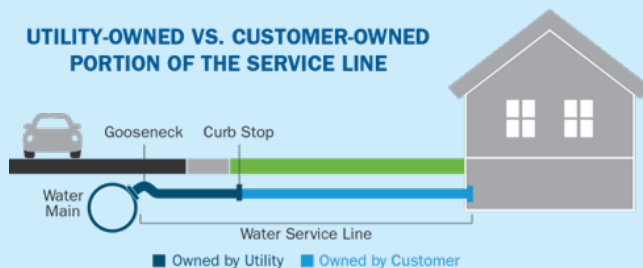 UTILITY-OWNED VS. CUSTOMER-OWNED
PORTION OF THE SERVICE LINE
Gooseneck
Curb Stop
Water
Main
Water Service Line
Owned by Utility
Owned by Customer